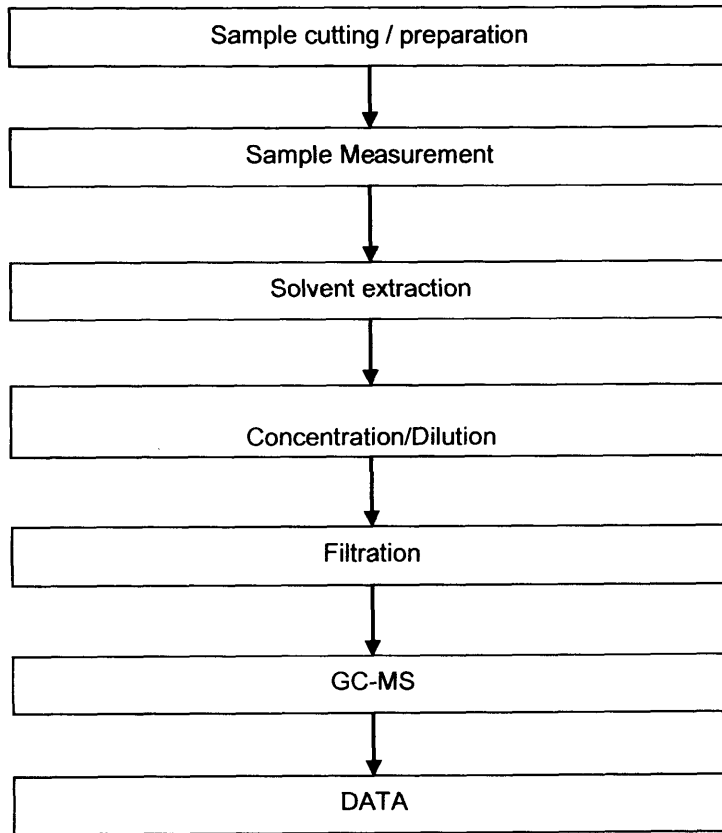 Sample cutting / preparation
Sample Measurement
Solvent extraction
Concentration/Dilution
Filtration
GC-MS
DATA